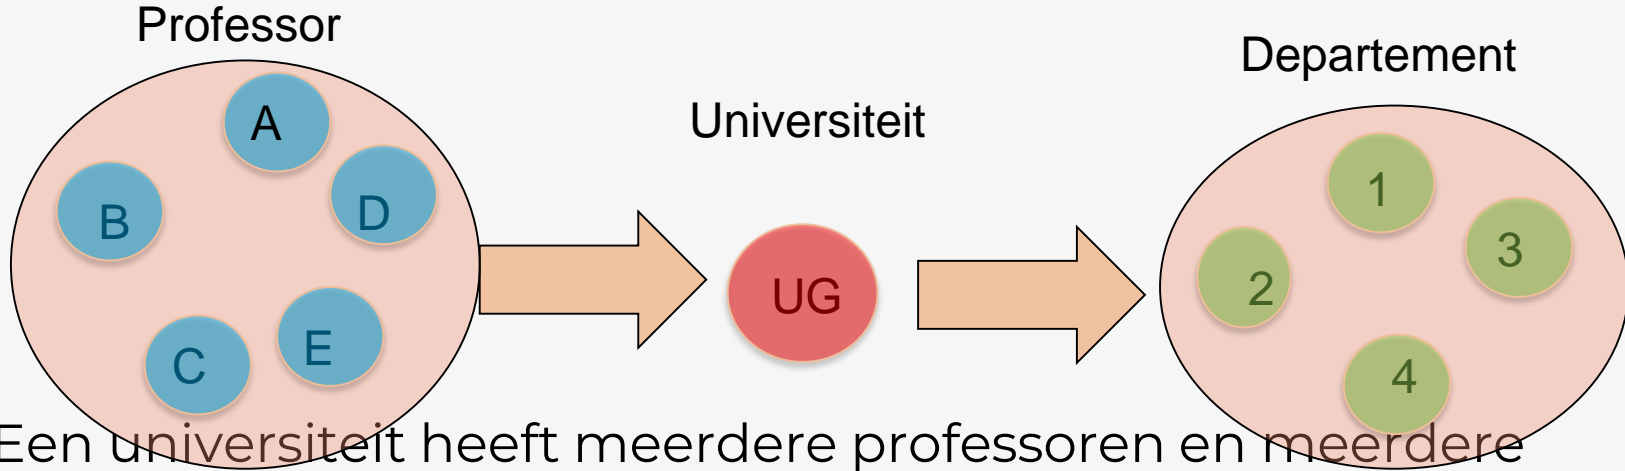 Professor
Departement
Universiteit
A
B
D
C
E
UG
1
2
3
4
Een universiteit heeft meerdere professoren en meerdere